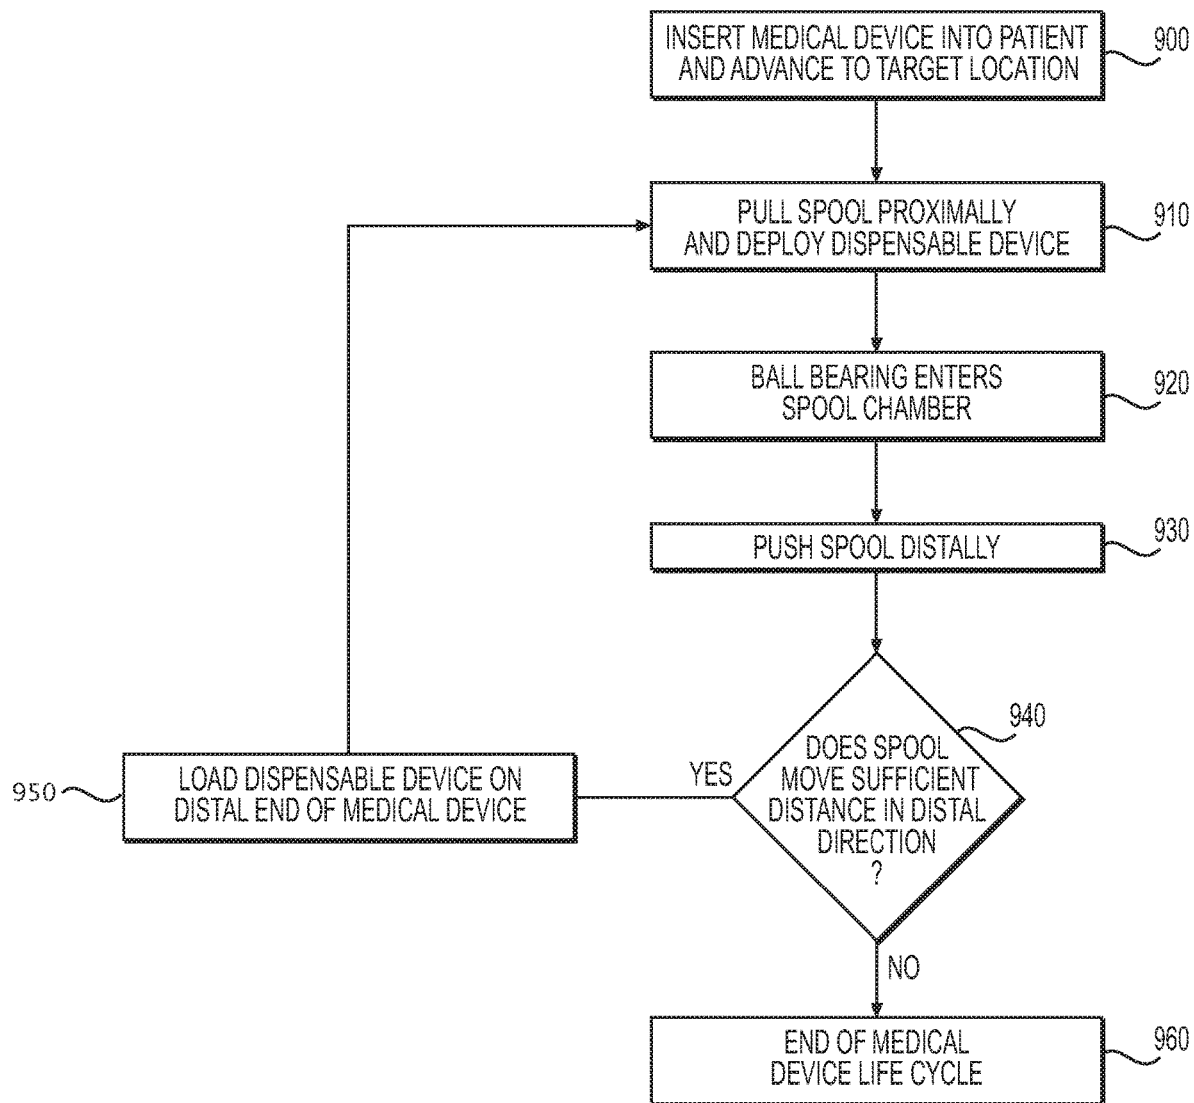 INSERT MEDICAL DEVICE INTO PATIENT
AND ADVANCE TO TARGET LOCATION
900
PULL SPOOL PROXIMALLY
AND DEPLOY DISPENSABLE DEVICE
910
BALL BEARING ENTERS
SPOOL CHAMBER
920
PUSH SPOOL DISTALLY
930
DOES SPOOL
MOVE SUFFICIENT
DISTANCE IN DISTAL
DIRECTION
?
940
YES
950
LOAD DISPENSABLE DEVICE ON
DISTAL END OF MEDICAL DEVICE
NO
END OF MEDICAL
DEVICE LIFE CYCLE
960